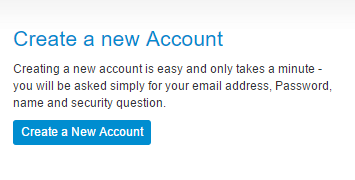 Create a new Account
Creating a new account is easy and only takes a minute -
you will be asked simply for your email address, Password,
name and security question.
Create a New Account